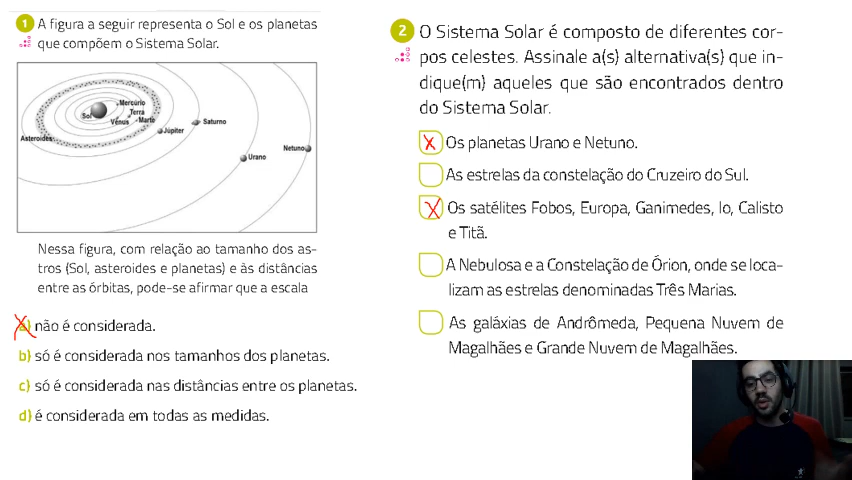 1 A figura a seguir representa o Sol e os planetas
que compõem o Sistema Solar.
Mercúrio
Sol
Terra
Vênus
Marte
Asteroides
Júpiter
Saturno
Urano
Netuno
Nessa figura, com relação ao tamanho dos as-
tros (Sol, asteroides e planetas) e às distâncias
entre as órbitas, pode-se afirmar que a escala
a) não é considerada.
b) só é considerada nos tamanhos dos planetas.
c) só é considerada nas distâncias entre os planetas.
d) é considerada em todas as medidas.
2 O Sistema Solar é composto de diferentes cor-
pos celestes. Assinale a(s) alternativa(s) que in-
dique(m) aqueles que são encontrados dentro
do Sistema Solar.
X Os planetas Urano e Netuno.
As estrelas da constelação do Cruzeiro do Sul.
X Os satélites Fobos, Europa, Ganimedes, Io, Calisto
e Titã.
A Nebulosa e a Constelação de Órion, onde se loca-
lizam as estrelas denominadas Três Marias.
As galáxias de Andrômeda, Pequena Nuvem de
Magalhães e Grande Nuvem de Magalhães.